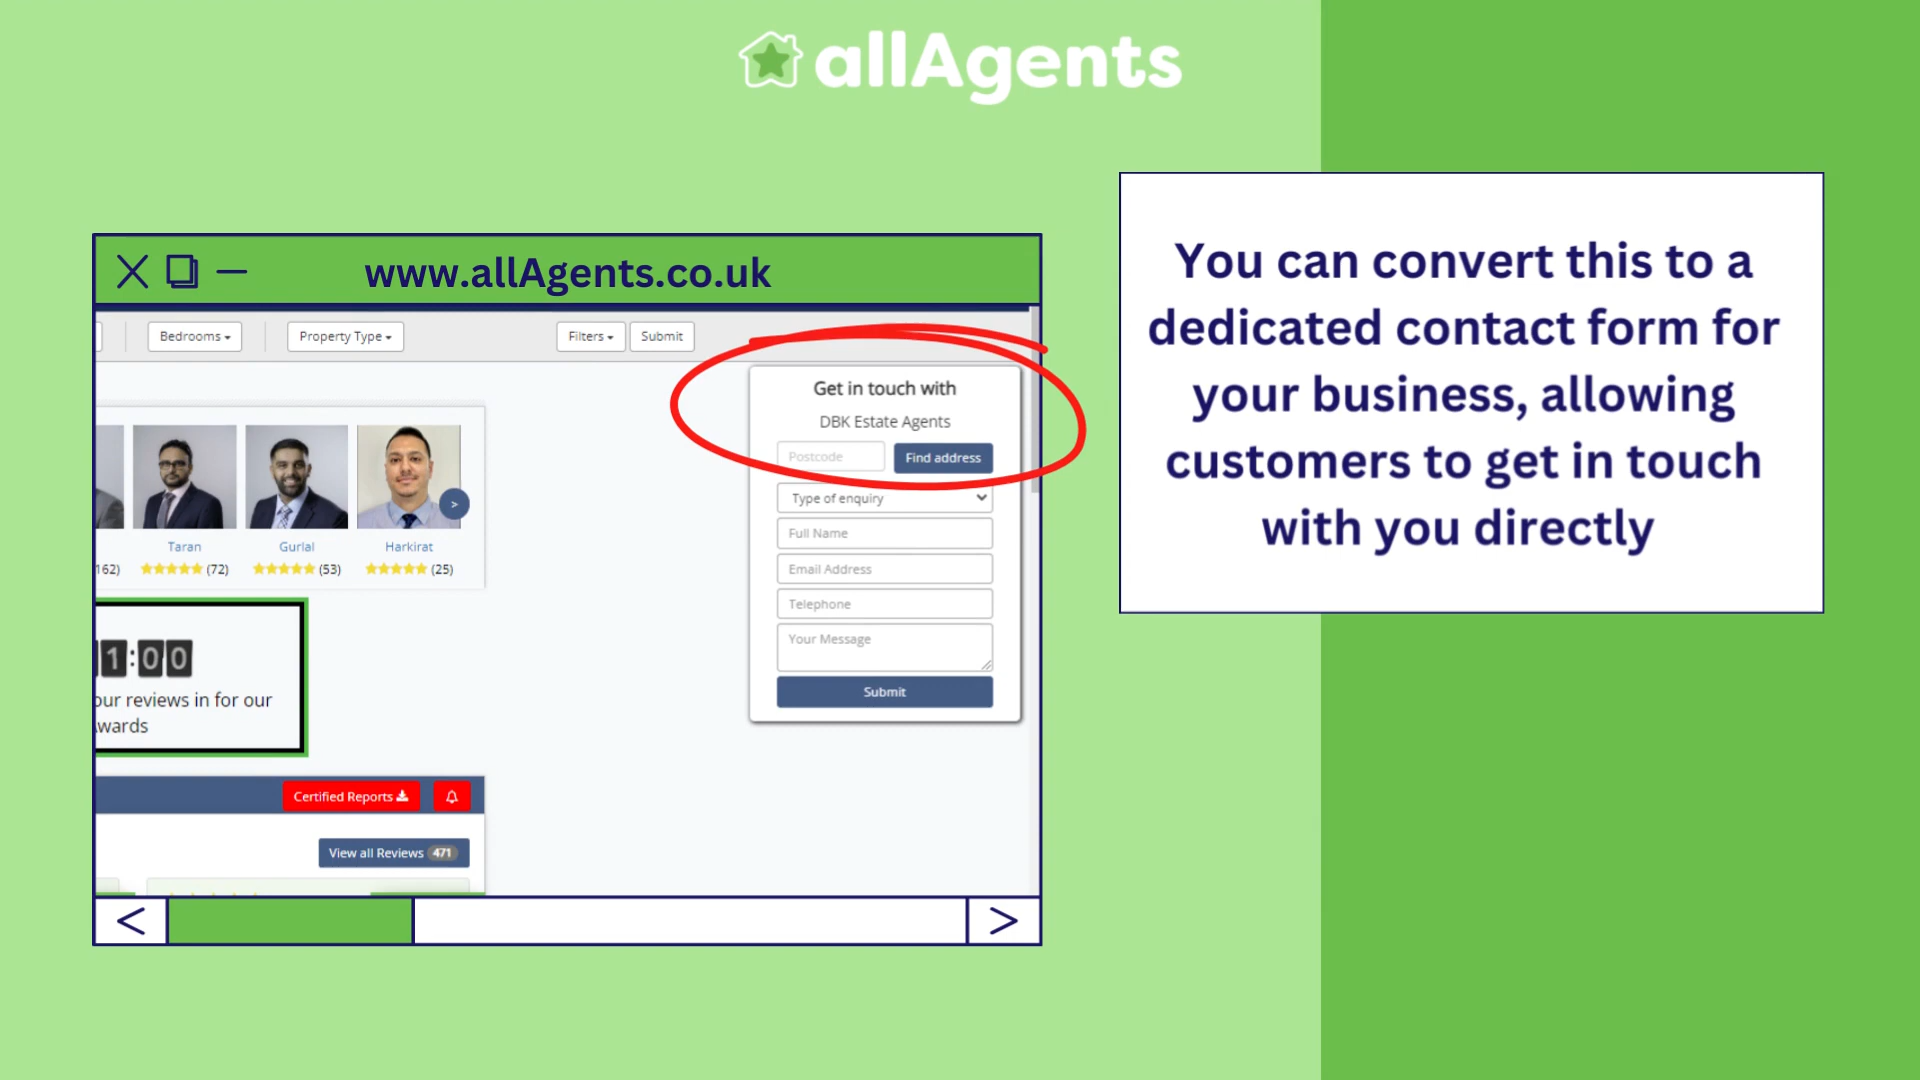 allAgents
www.allAgents.co.uk
Bedrooms
Property Type
Filters
Submit
Get in touch with
DBK Estate Agents
Postcode
Find address
Type of enquiry
Full Name
Email Address
Telephone
Your Message
Submit
>
Taran
Gurlal
Harkirat
162)
(72)
(53)
(25)
1:00
our reviews in for our
wards
Certified Reports
View all Reviews 471
<
>
You can convert this to a
dedicated contact form for
your business, allowing
customers to get in touch
with you directly